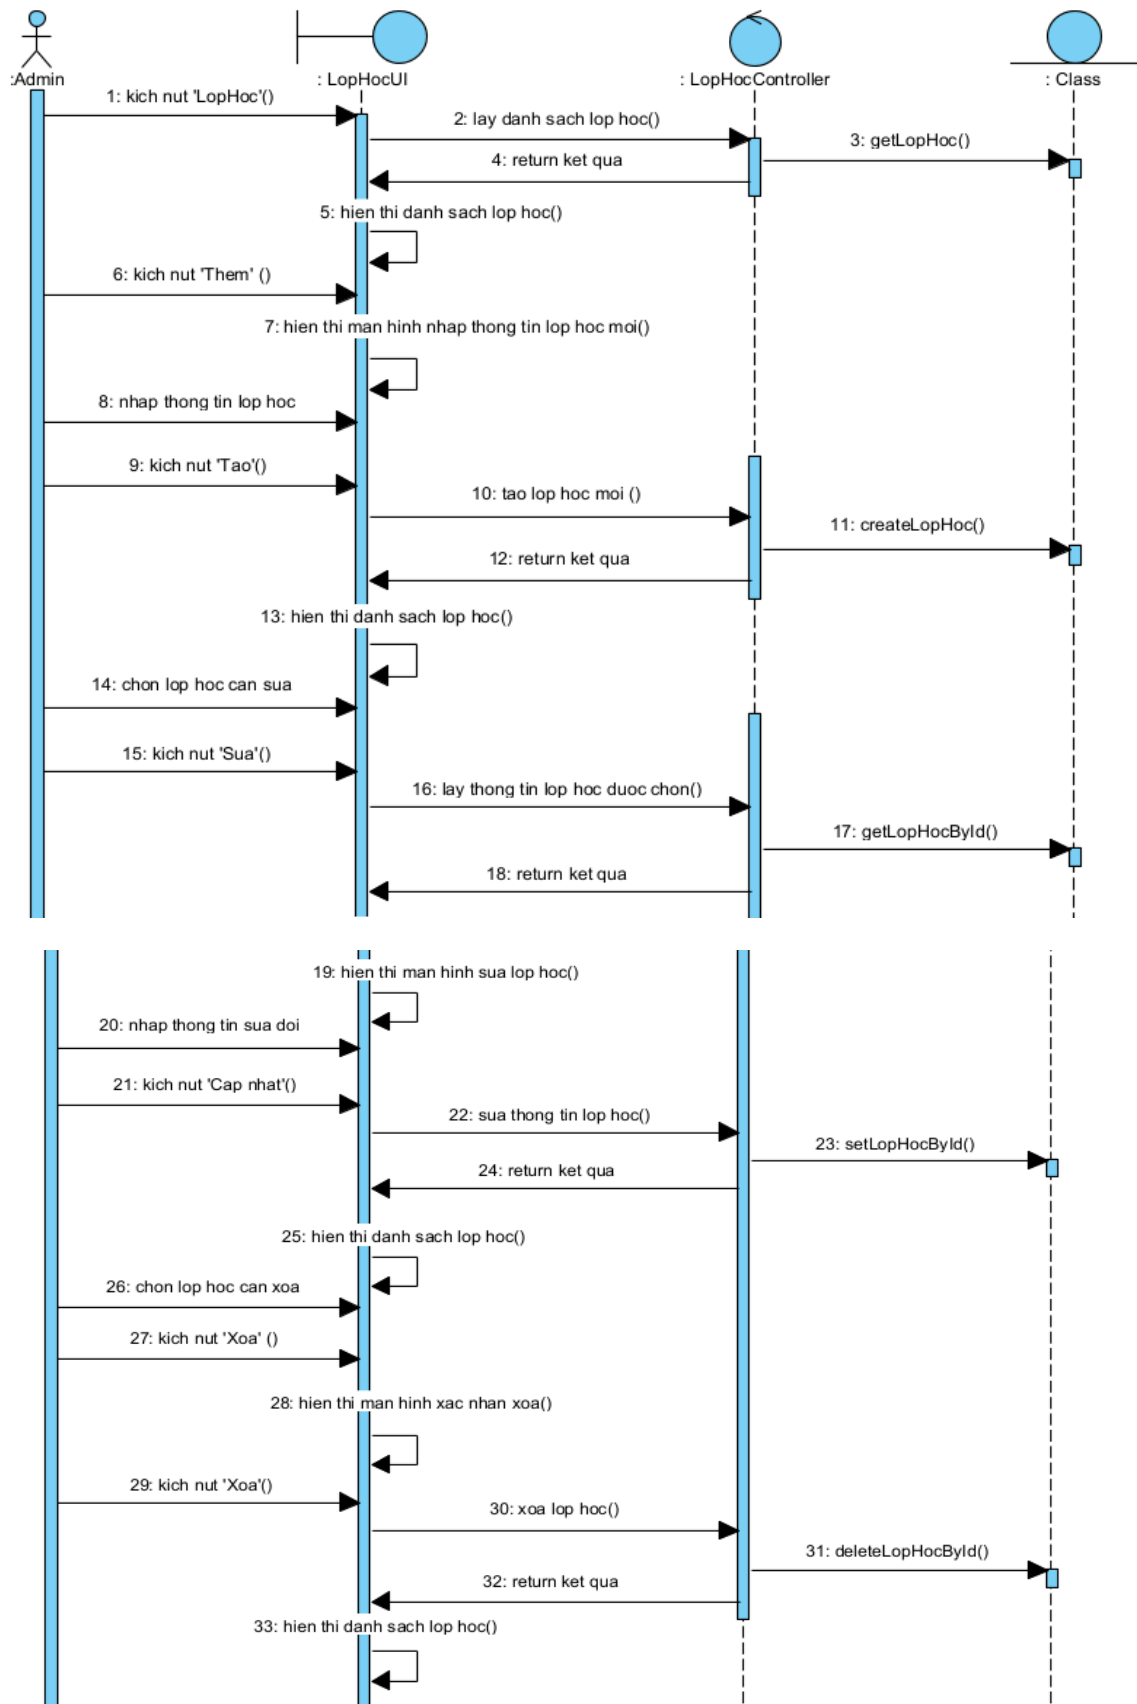 :Admin
: LopHocUI
: LopHocController
: Class
1: kich nut 'LopHoc'()
2: lay danh sach lop hoc()
3: getLopHoc()
4: return ket qua
5: hien thi danh sach lop hoc()
6: kich nut 'Them' ()
7: hien thi man hinh nhap thong tin lop hoc moi()
8: nhap thong tin lop hoc
9: kich nut 'Tao'()
10: tao lop hoc moi ()
11: createLopHoc()
12: return ket qua
13: hien thi danh sach lop hoc()
14: chon lop hoc can sua
15: kich nut 'Sua'()
16: lay thong tin lop hoc duoc chon()
17: getLopHocById()
18: return ket qua
19: hien thi man hinh sua lop hoc()
20: nhap thong tin sua doi
21: kich nut 'Cap nhat'()
22: sua thong tin lop hoc()
23: setLopHocById()
24: return ket qua
25: hien thi danh sach lop hoc()
26: chon lop hoc can xoa
27: kich nut 'Xoa' ()
28: hien thi man hinh xac nhan xoa()
29: kich nut 'Xoa'()
30: xoa lop hoc()
31: deleteLopHocById()
32: return ket qua
33: hien thi danh sach lop hoc()